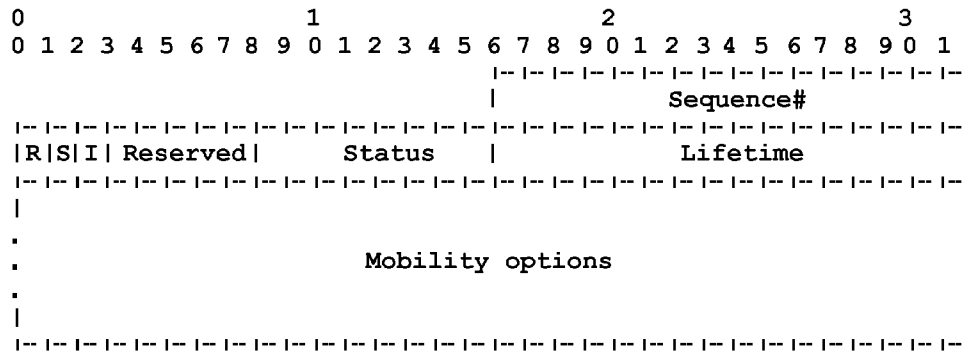 0                   1                   2                   3
0 1 2 3 4 5 6 7 8 9 0 1 2 3 4 5 6 7 8 9 0 1 2 3 4 5 6 7 8 9 0 1
|-- |-- |-- |-- |-- |-- |-- |-- |-- |-- |-- |-- |-- |-- |-- |--
| Sequence#
|-- |-- |-- |-- |-- |-- |-- |-- |-- |-- |-- |-- |-- |-- |-- |-- |-- |-- |-- |-- |-- |-- |-- |-- |-- |-- |-- |-- |-- |-- |-- |--
|R|S|I| Reserved| Status | Lifetime
|-- |-- |-- |-- |-- |-- |-- |-- |-- |-- |-- |-- |-- |-- |-- |-- |-- |-- |-- |-- |-- |-- |-- |-- |-- |-- |-- |-- |-- |-- |-- |--
|
.
. Mobility options
.
|
|-- |-- |-- |-- |-- |-- |-- |-- |-- |-- |-- |-- |-- |-- |-- |-- |-- |-- |-- |-- |-- |-- |-- |-- |-- |-- |-- |-- |-- |-- |-- |--